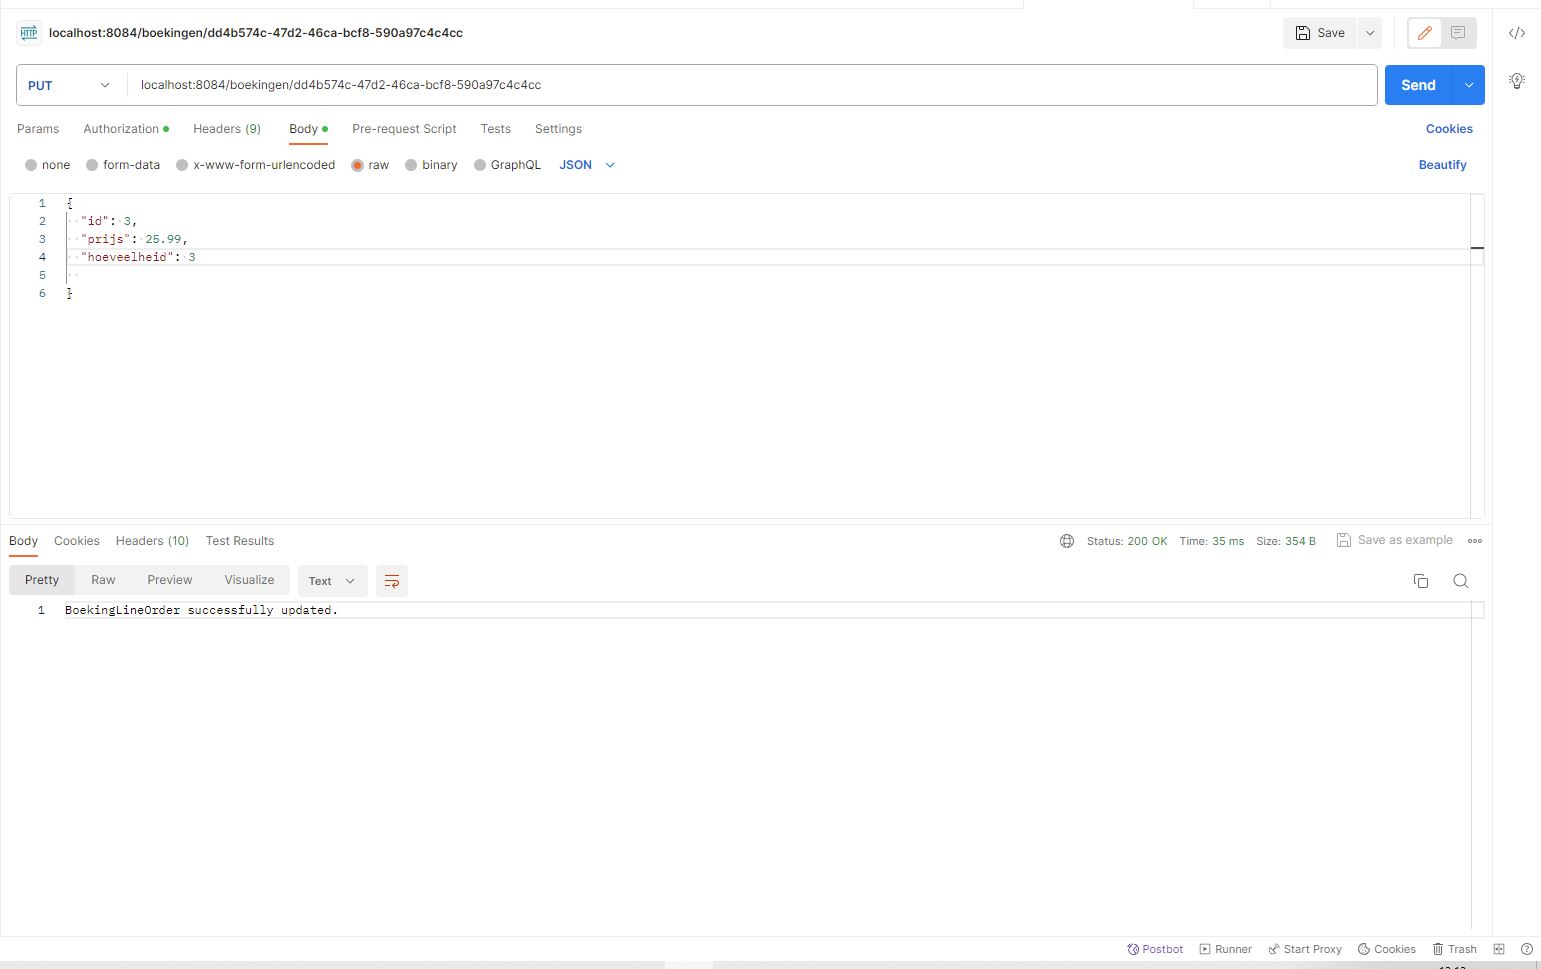 HTTP localhost:8084/boekingen/dd4b574c-47d2-46ca-bcf8-590a97c4c4cc Save
PUT localhost:8084/boekingen/dd4b574c-47d2-46ca-bcf8-590a97c4c4cc Send
Params Authorization Headers (9) Body Pre-request Script Tests Settings Cookies
none form-data x-www-form-urlencoded raw binary GraphQL JSON Beautify
1 {
2 "id": 3,
3 "prijs": 25.99,
4 "hoeveelheid": 3
5
6 }
Body Cookies Headers (10) Test Results Status: 200 OK Time: 35 ms Size: 354 B Save as example
Pretty Raw Preview Visualize Text
1 BoekingLineOrder successfully updated.
Postbot Runner Start Proxy Cookies Trash